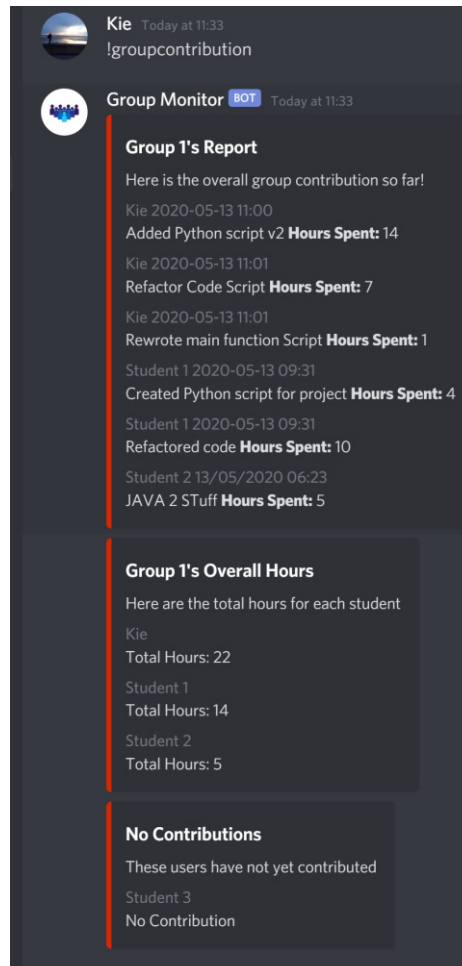 Kie Today at 11:33
!groupcontribution
Group Monitor BOT Today at 11:33
Group 1's Report
Here is the overall group contribution so far!
Kie 2020-05-13 11:00
Added Python script v2 Hours Spent: 14
Kie 2020-05-13 11:01
Refactor Code Script Hours Spent: 7
Kie 2020-05-13 11:01
Rewrote main function Script Hours Spent: 1
Student 1 2020-05-13 09:31
Created Python script for project Hours Spent: 4
Student 1 2020-05-13 09:31
Refactored code Hours Spent: 10
Student 2 13/05/2020 06:23
JAVA 2 STuff Hours Spent: 5
Group 1's Overall Hours
Here are the total hours for each student
Kie
Total Hours: 22
Student 1
Total Hours: 14
Student 2
Total Hours: 5
No Contributions
These users have not yet contributed
Student 3
No Contribution